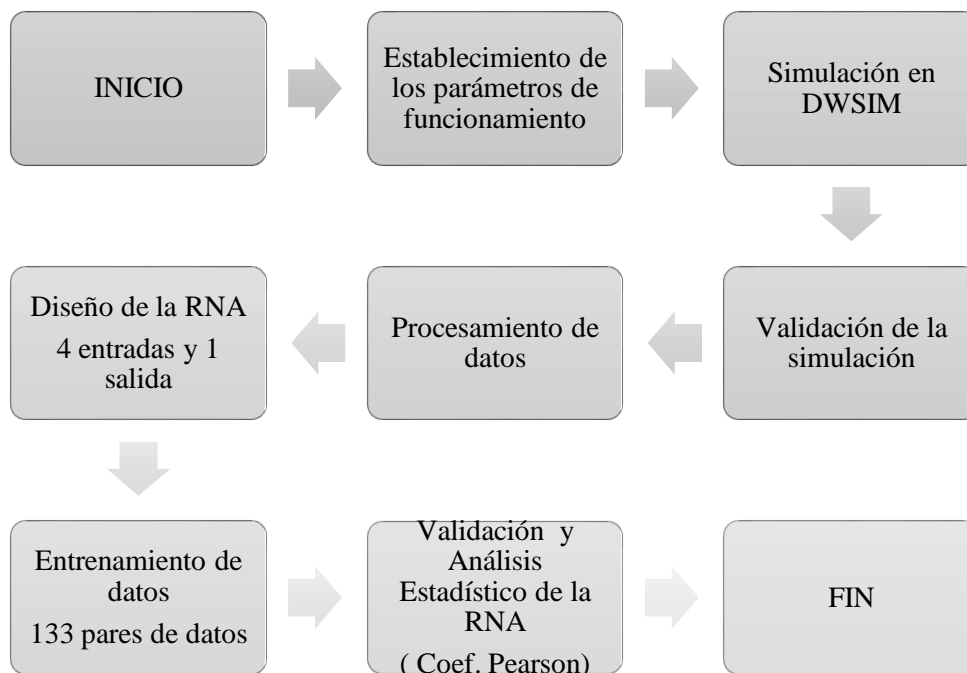 INICIO
Establecimiento de
los parámetros de
funcionamiento
Simulación en
DWSIM
Validación de la
simulación
Procesamiento de
datos
Diseño de la RNA
4 entradas y 1
salida
Entrenamiento de
datos
133 pares de datos
Validación y
Análisis
Estadístico de la
RNA
( Coef. Pearson)
FIN